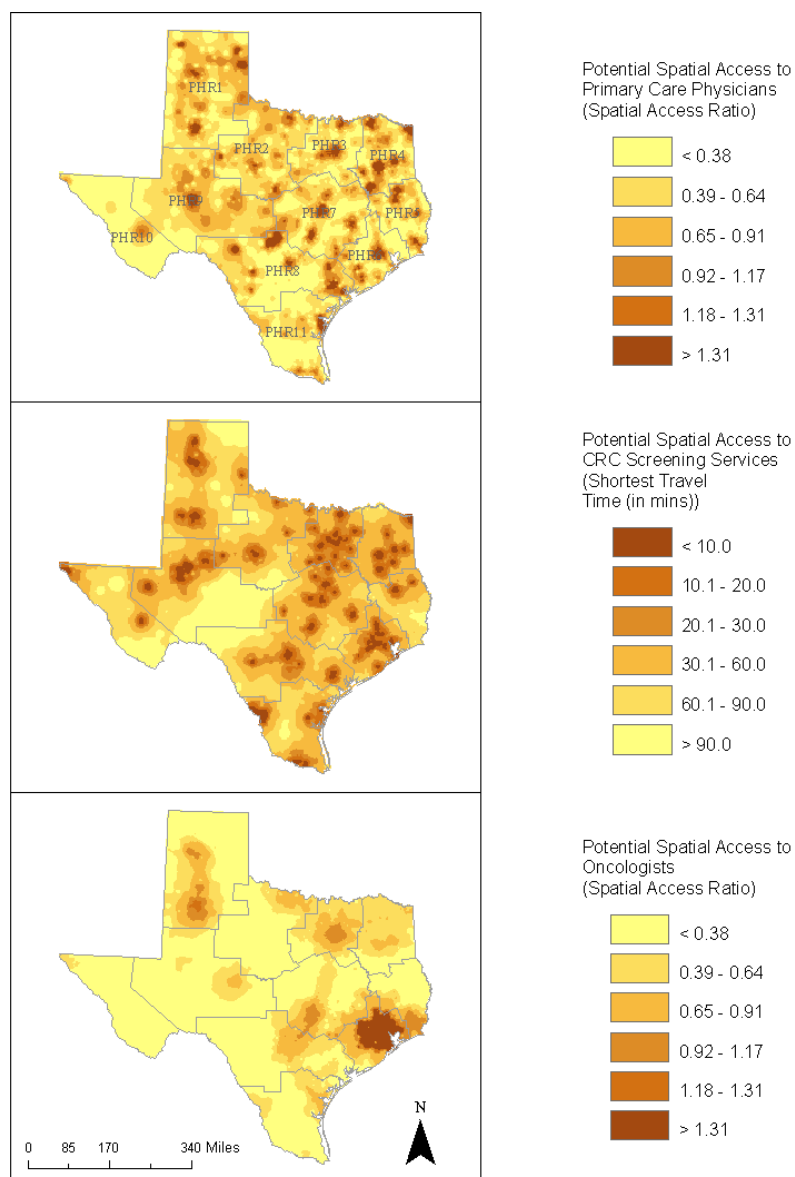 PHR1
PHR2
PHR3
PHR4
PHR9
PHR7
PHR5
PHR10
PHR8
PHR6
PHR11
Potential Spatial Access to
Primary Care Physicians
(Spatial Access Ratio)
< 0.38
0.39 - 0.64
0.65 - 0.91
0.92 - 1.17
1.18 - 1.31
> 1.31
Potential Spatial Access to
CRC Screening Services
(Shortest Travel
Time (in mins))
< 10.0
10.1 - 20.0
20.1 - 30.0
30.1 - 60.0
60.1 - 90.0
> 90.0
Potential Spatial Access to
Oncologists
(Spatial Access Ratio)
< 0.38
0.39 - 0.64
0.65 - 0.91
0.92 - 1.17
1.18 - 1.31
> 1.31
N
0 85 170 340 Miles